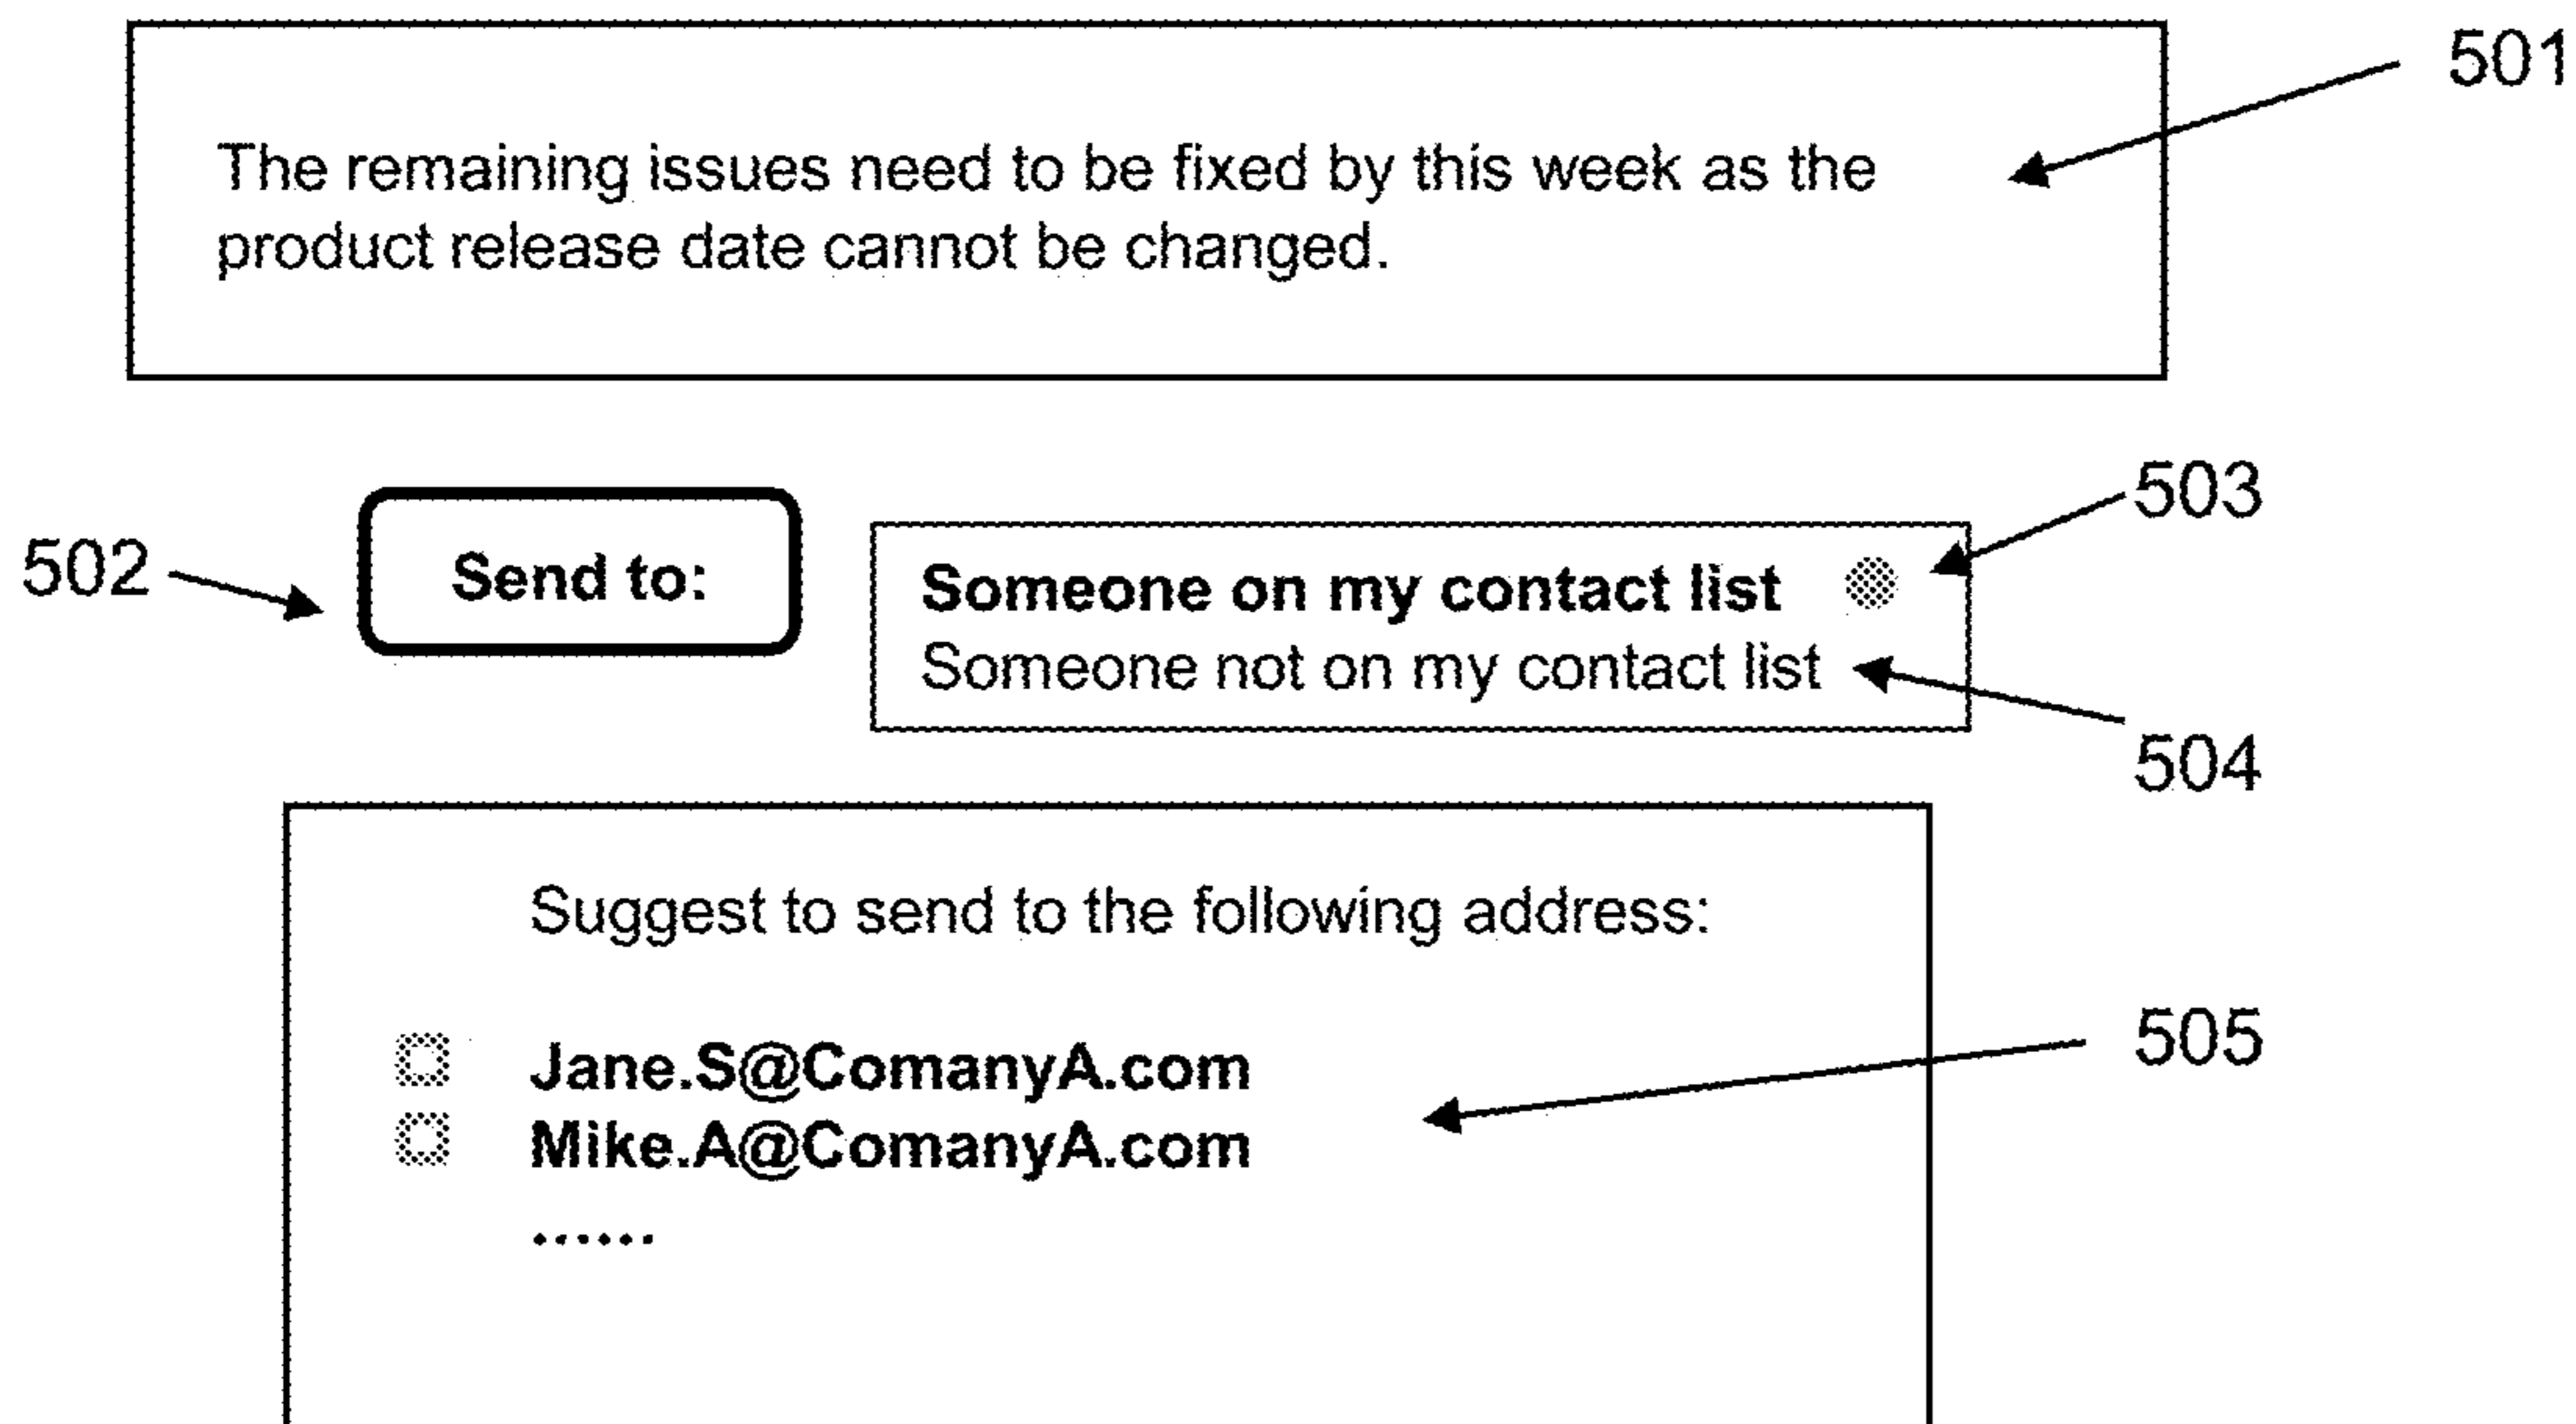 501
The remaining issues need to be fixed by this week as the
product release date cannot be changed.
503
502
Send to:
Someone on my contact list
Someone not on my contact list
504
Suggest to send to the following address:
505
Jane.S@ComanyA.com
Mike.A@ComanyA.com
......